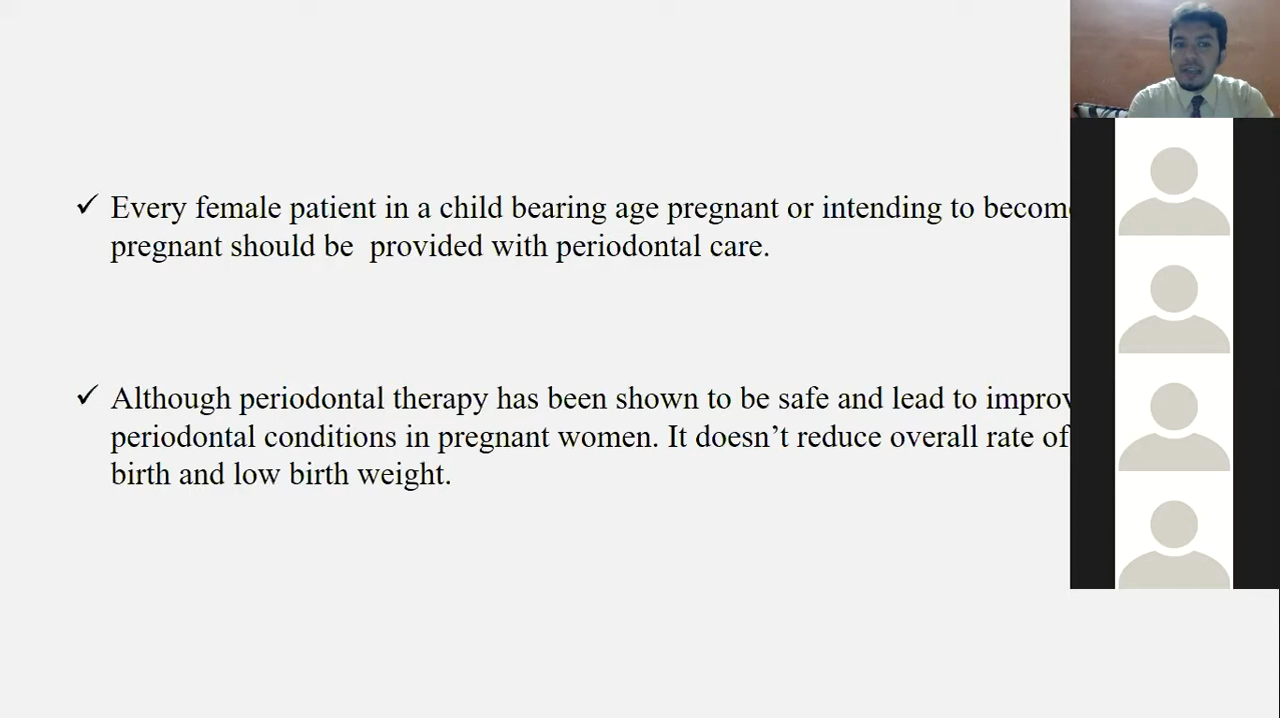 ✓ Every female patient in a child bearing age pregnant or intending to
pregnant should be provided with periodontal care.
✓ Although periodontal therapy has been shown to be safe and lead to
periodontal conditions in pregnant women. It doesn’t reduce overall rate of
birth and low birth weight.